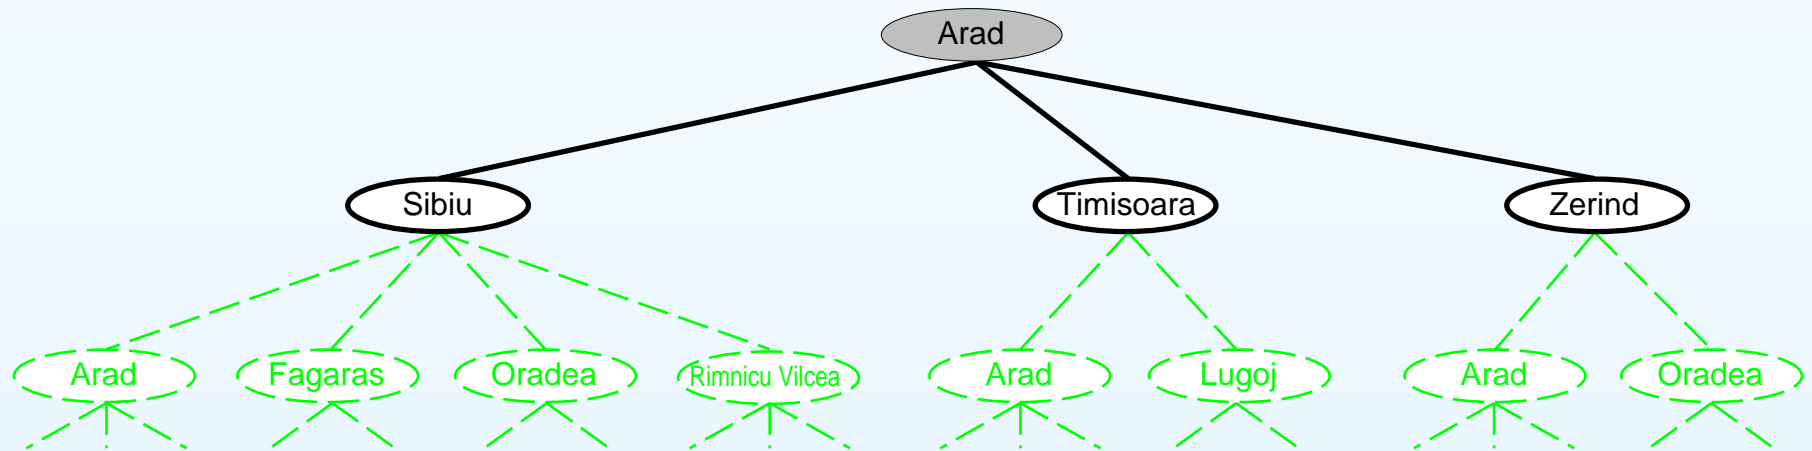 Arad
Sibiu
Timisoara
Zerind
Arad
Fagaras
Oradea
Rimnicu Vilcea
Arad
Lugoj
Arad
Oradea